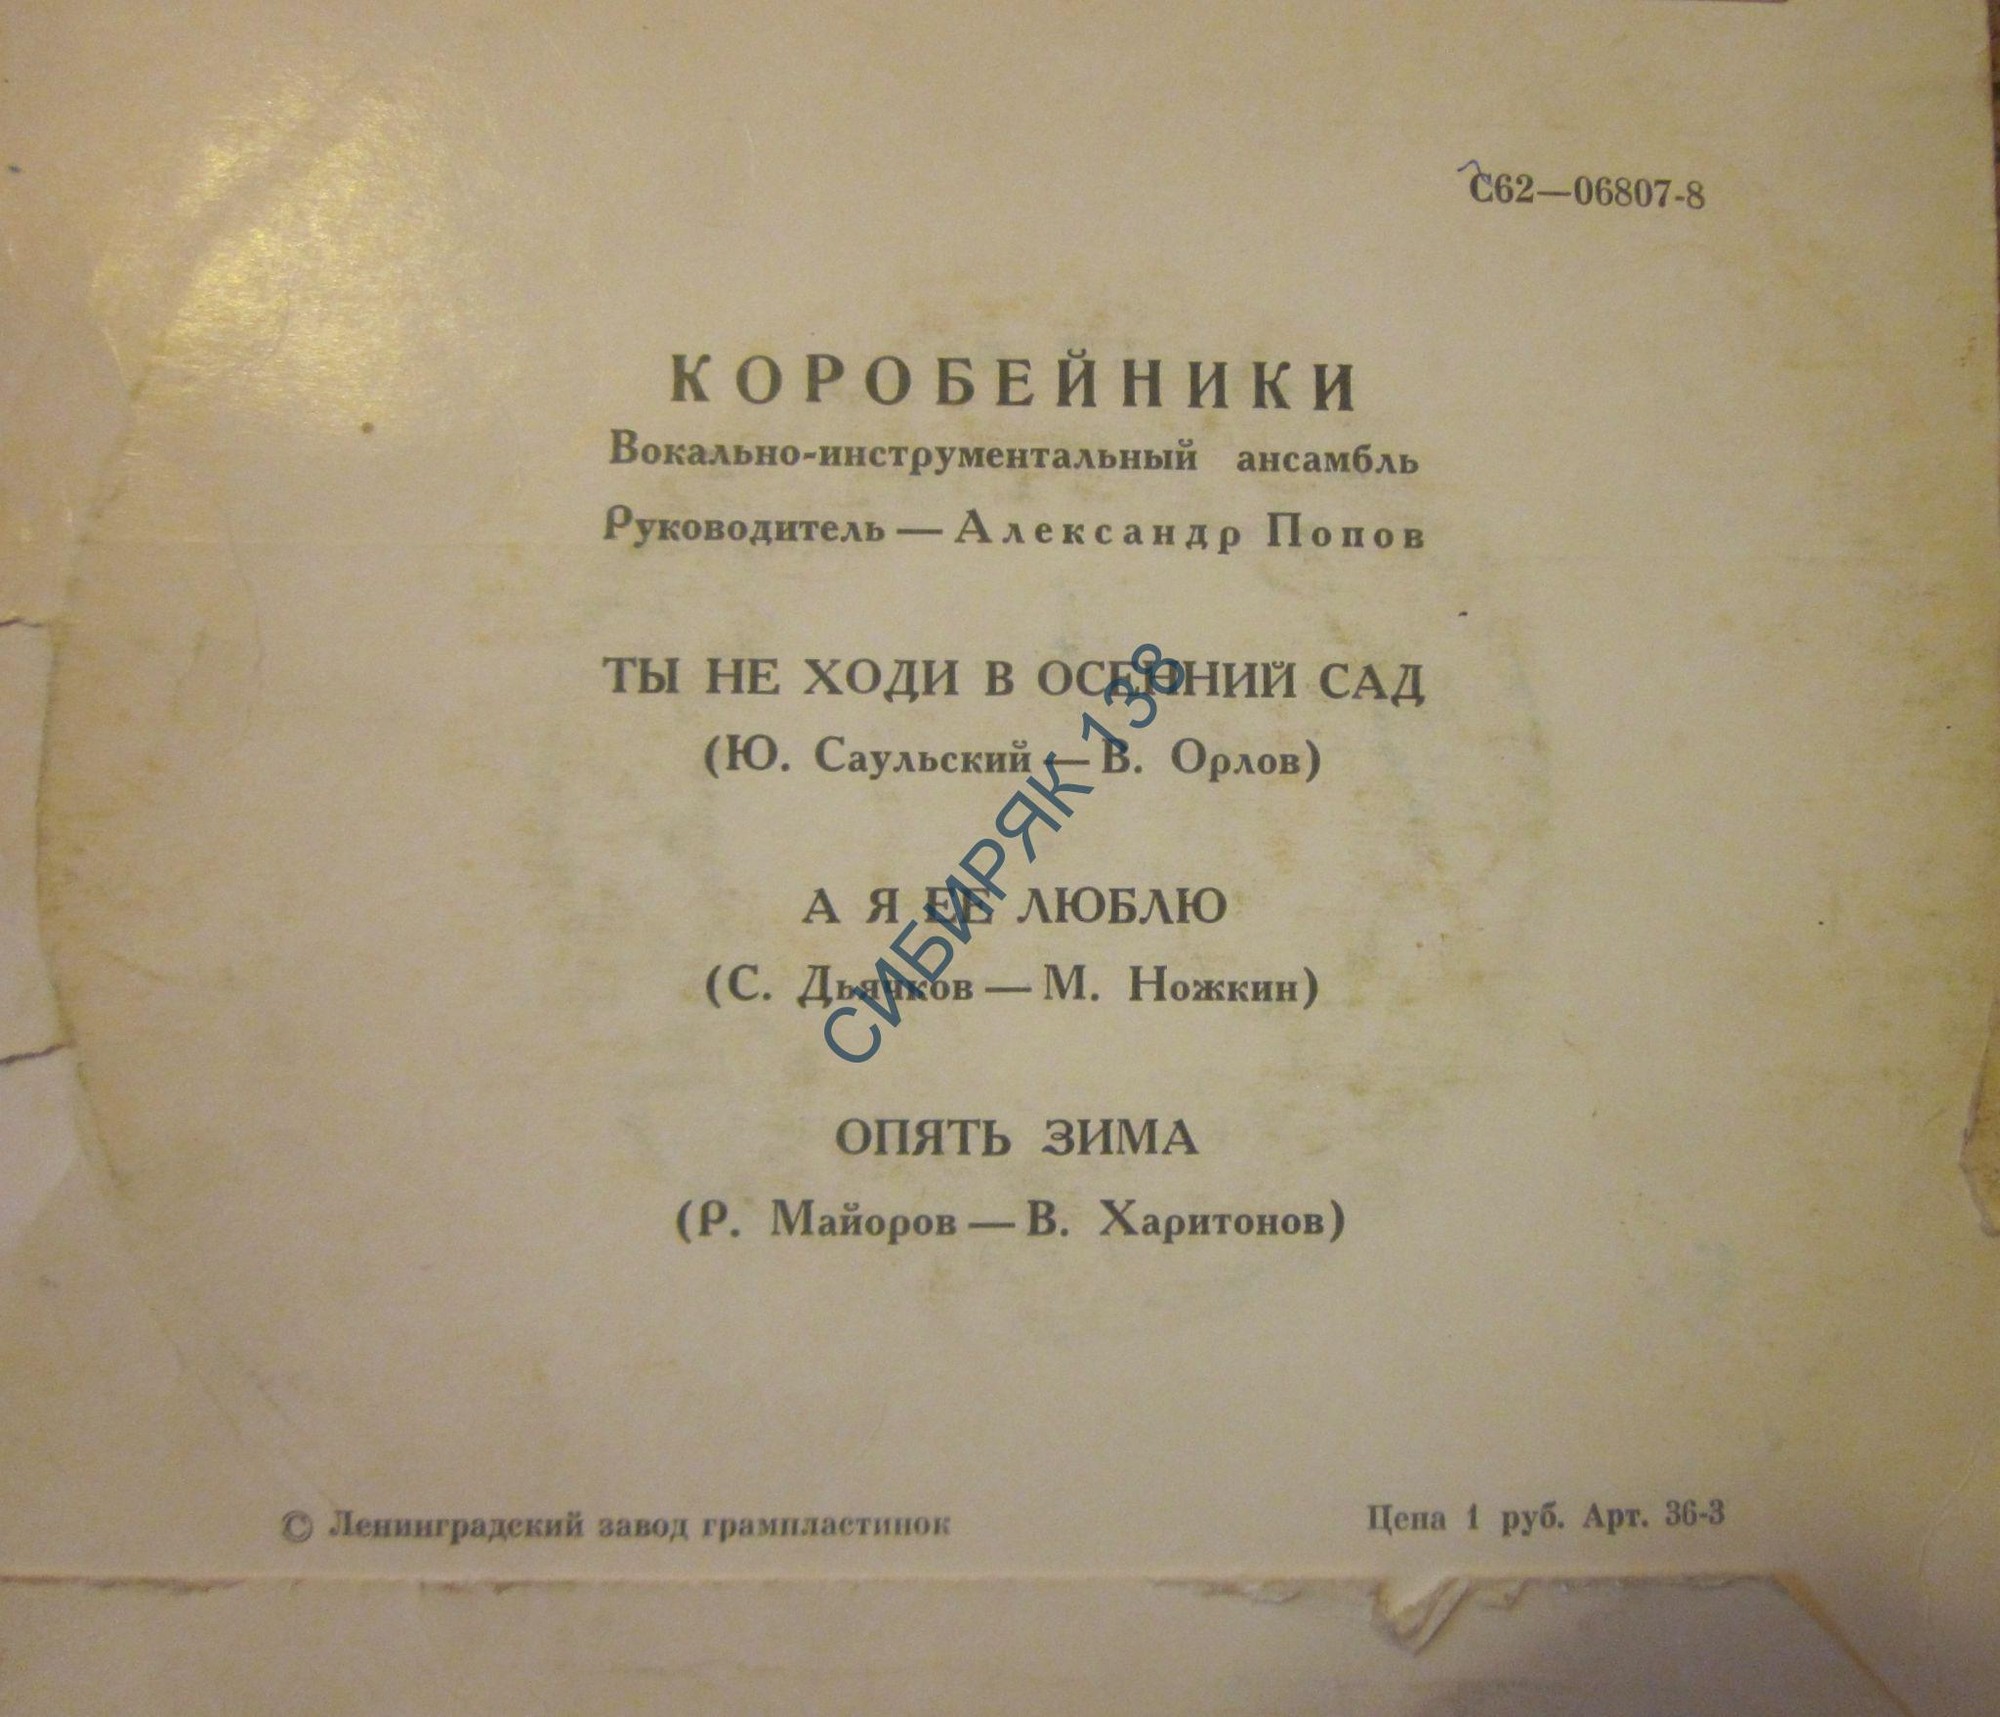 С62—06807-8
КОРОБЕЙНИКИ
Вокально-инструментальный ансамбль
Руководитель — Александр Попов
ТЫ НЕ ХОДИ В ОСЕННИЙ САД
(Ю. Саульский — В. Орлов)
А Я ЕЕ ЛЮБЛЮ
(С. Дьячков — М. Ножкин)
ОПЯТЬ ЗИМА
(Р. Майоров — В. Харитонов)
© Ленинградский завод грампластинок
Цена 1 руб. Арт. 36-3
СИБИРЯК 138